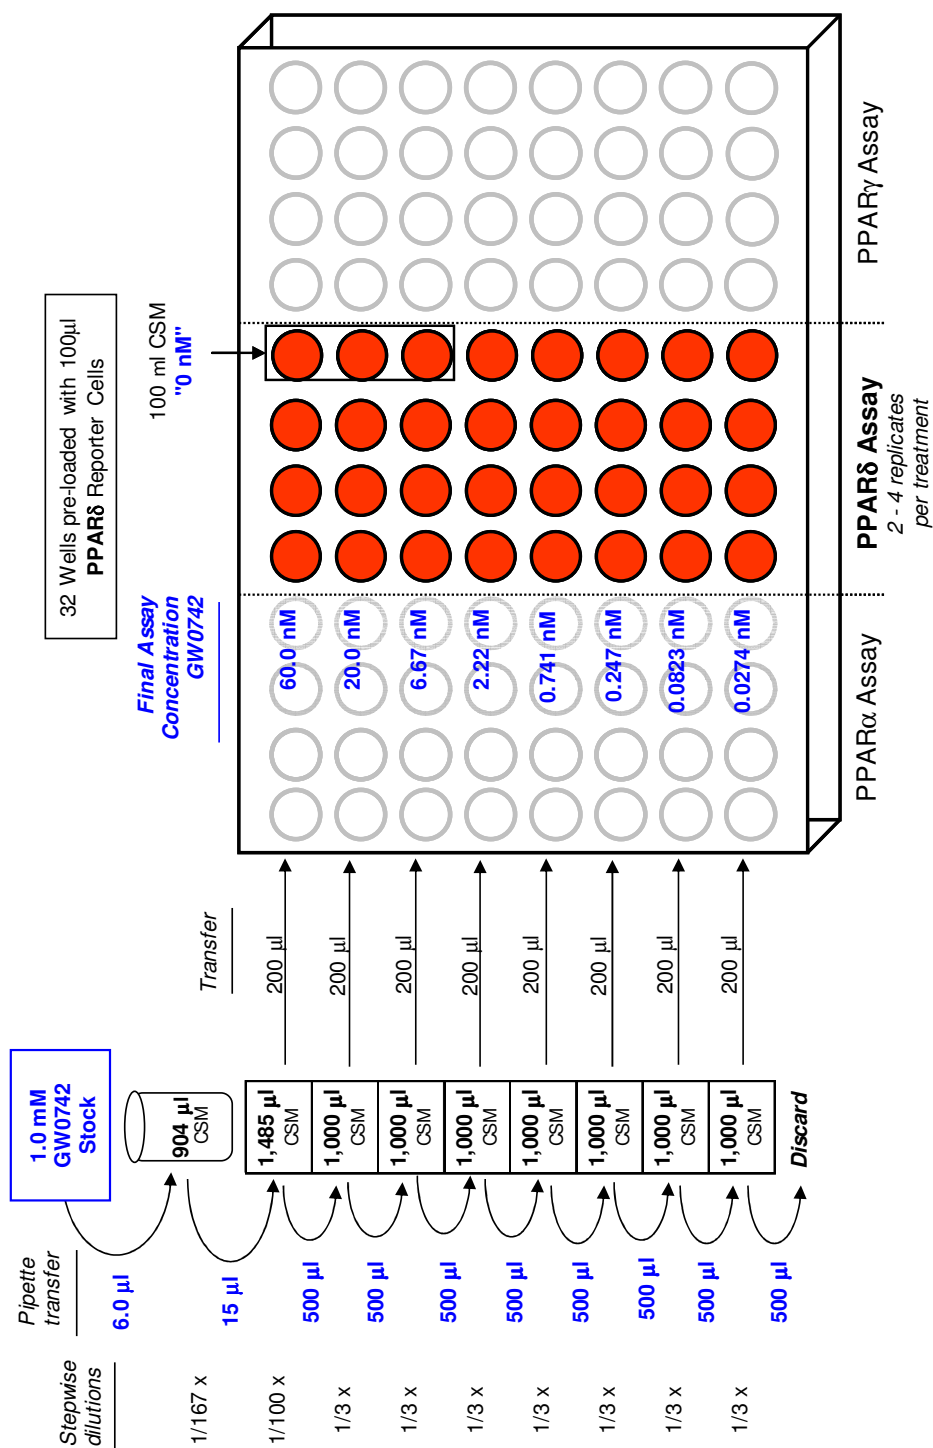 Stepwise
dilutions
1/167 x
1/100 x
1/3 x
1/3 x
1/3 x
1/3 x
1/3 x
1/3 x
1/3 x
Pipette
transfer
6.0 µl
15 µl
500 µl
500 µl
500 µl
500 µl
500 µl
500 µl
500 µl
500 µl
1.0 mM
GW0742
Stock
904 µl
CSM
1,485 µl
CSM
1,000 µl
CSM
1,000 µl
CSM
1,000 µl
CSM
1,000 µl
CSM
1,000 µl
CSM
1,000 µl
CSM
1,000 µl
CSM
Discard
Transfer
200 µl
200 µl
200 µl
200 µl
200 µl
200 µl
200 µl
200 µl
Final Assay
Concentration
GW0742
60.0 nM
20.0 nM
6.67 nM
2.22 nM
0.741 nM
0.247 nM
0.0823 nM
0.0274 nM
32 Wells pre-loaded with 100µl
PPARδ Reporter Cells
100 ml CSM
"0 nM"
PPARα Assay
PPARδ Assay
2 - 4 replicates
per treatment
PPARγ Assay